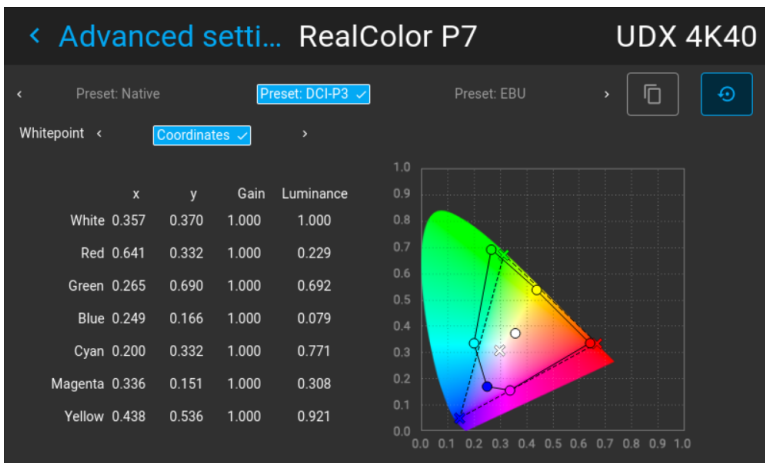 ‹ Advanced setti... RealColor P7 UDX 4K40
‹ Preset: Native Preset: DCI-P3 ✓ Preset: EBU ›
Whitepoint ‹ Coordinates ✓ ›
x y Gain Luminance
White 0.357 0.370 1.000 1.000
Red 0.641 0.332 1.000 0.229
Green 0.265 0.690 1.000 0.692
Blue 0.249 0.166 1.000 0.079
Cyan 0.200 0.332 1.000 0.771
Magenta 0.336 0.151 1.000 0.308
Yellow 0.438 0.536 1.000 0.921
1.0
0.9
0.8
0.7
0.6
0.5
0.4
0.3
0.2
0.1
0.0
0.0 0.1 0.2 0.3 0.4 0.5 0.6 0.7 0.8 0.9 1.0